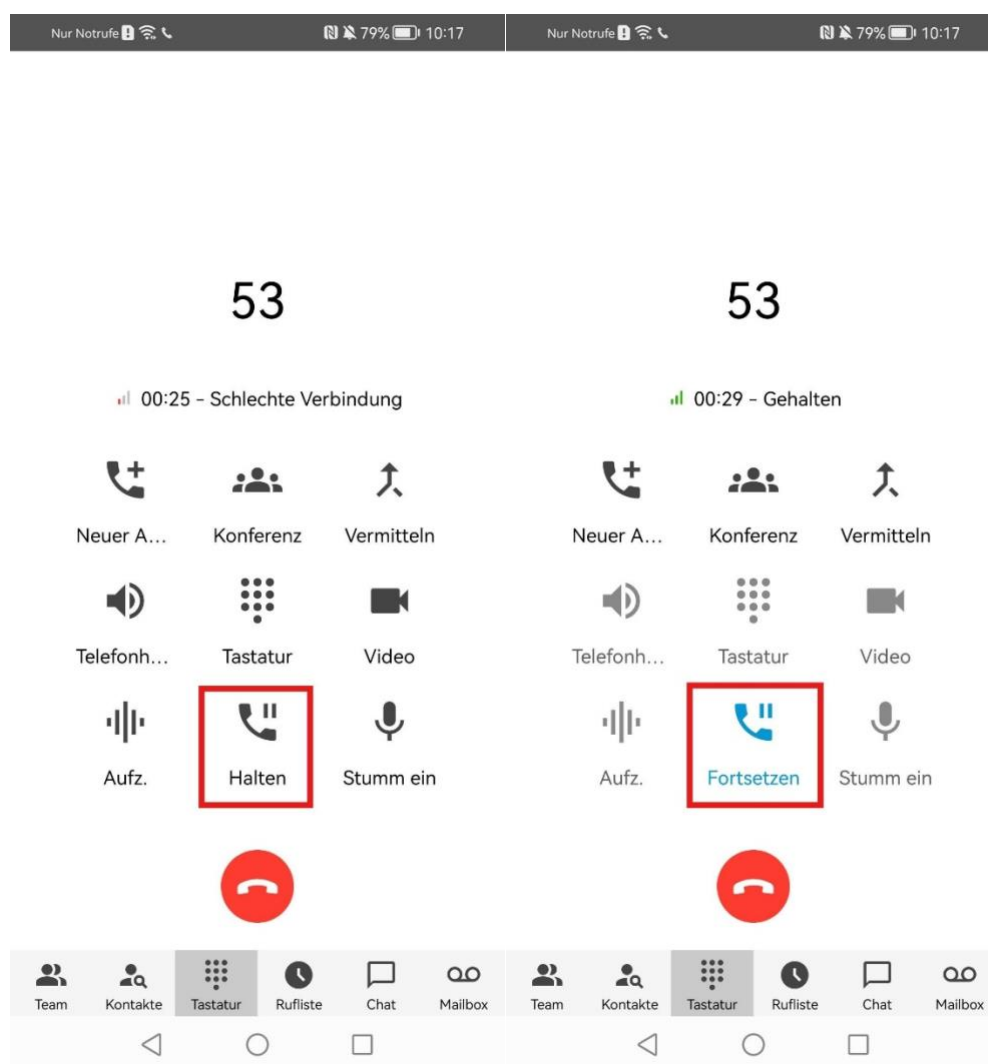 Nur Notrufe 79% 10:17
53
00:25 – Schlechte Verbindung
Neuer A... Konferenz Vermitteln
Telefonh... Tastatur Video
Aufz. Halten Stumm ein
Team Kontakte Tastatur Rufliste Chat Mailbox
Nur Notrufe 79% 10:17
53
00:29 – Gehalten
Neuer A... Konferenz Vermitteln
Telefonh... Tastatur Video
Aufz. Fortsetzen Stumm ein
Team Kontakte Tastatur Rufliste Chat Mailbox